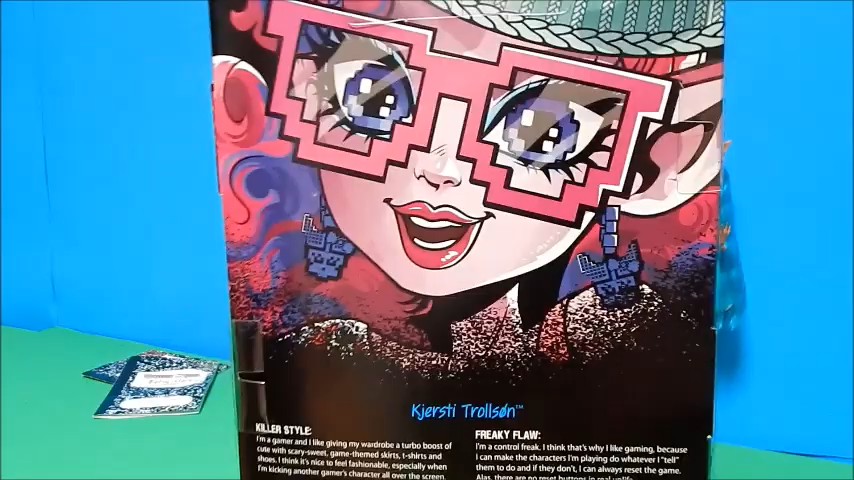 Kjersti Trollsøn™
KILLER STYLE:
I'm a gamer and I like giving my wardrobe a turbo boost of
cute with scary-sweet, game-themed skirts, t-shirts and
shoes. I think it's nice to feel fashionable, especially when
I'm kicking another gamer's character all over the screen.
FREAKY FLAW:
I'm a control freak. I think that's why I like gaming, because
I can make the characters I'm playing do whatever I "tell"
them to do and if they don't, I can always reset the game.
Alas, there are no reset buttons in real unlife.